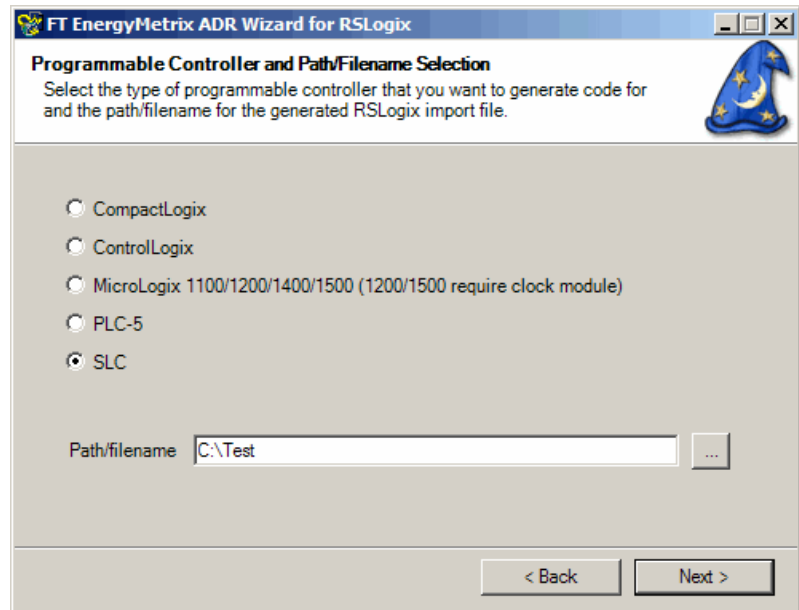 FT EnergyMetrix ADR Wizard for RSLogix
Programmable Controller and Path/Filename Selection
Select the type of programmable controller that you want to generate code for
and the path/filename for the generated RSLogix import file.
CompactLogix
ControlLogix
MicroLogix 1100/1200/1400/1500 (1200/1500 require clock module)
PLC-5
SLC
Path/filename C:\Test ...
< Back Next >